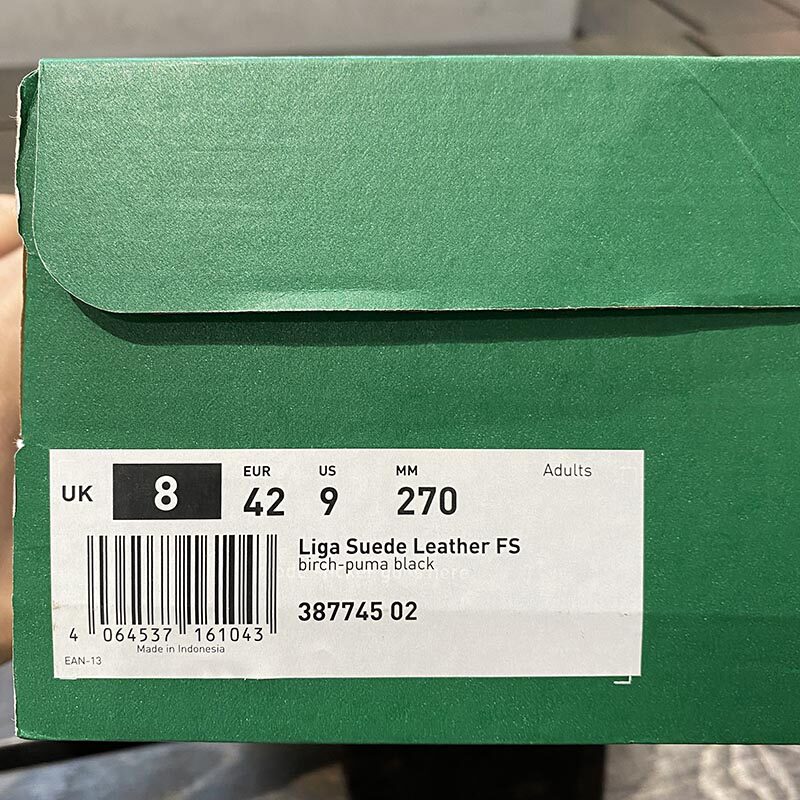 UK 8 EUR 42 US 9 MM 270 Adults
Liga Suede Leather FS
birch-puma black
387745 02
4 064537 161043
Made in Indonesia
EAN-13